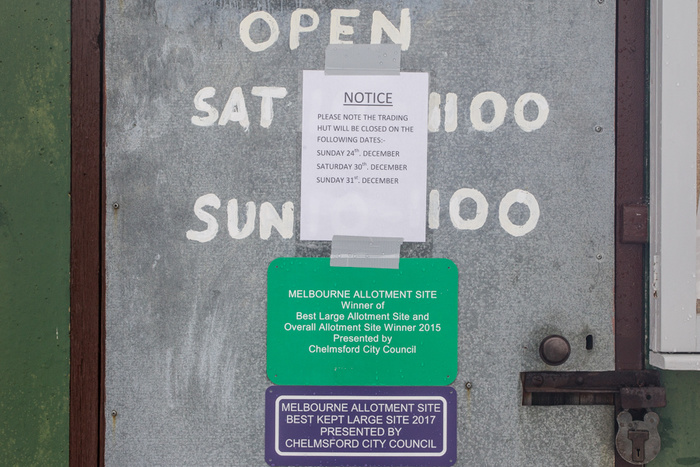 OPEN
SAT 1100
NOTICE
PLEASE NOTE THE TRADING
HUT WILL BE CLOSED ON THE
FOLLOWING DATES:-
SUNDAY 24th. DECEMBER
SATURDAY 30th. DECEMBER
SUNDAY 31st. DECEMBER
SUN 100
MELBOURNE ALLOTMENT SITE
Winner of
Best Large Allotment Site and
Overall Allotment Site Winner 2015
Presented by
Chelmsford City Council
MELBOURNE ALLOTMENT SITE
BEST KEPT LARGE SITE 2017
PRESENTED BY
CHELMSFORD CITY COUNCIL